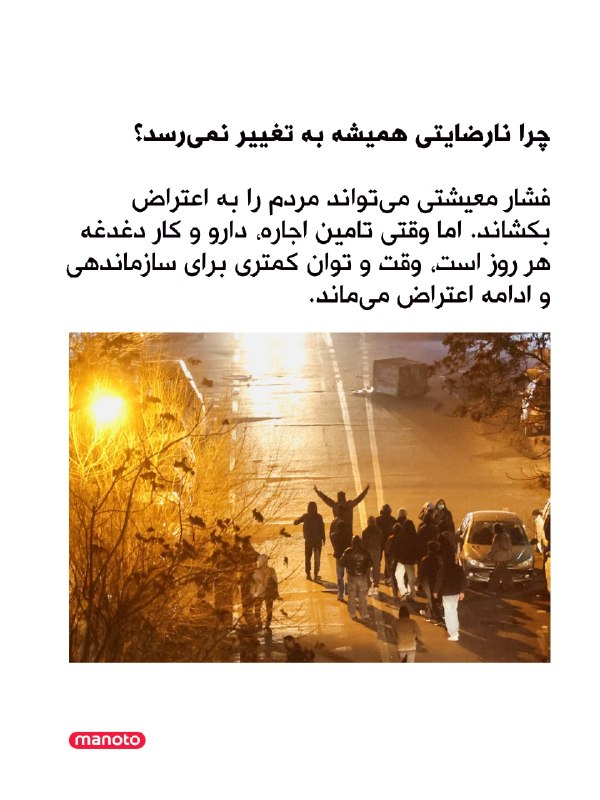 چرا نارضایتی همیشه به تغییر نمی‌رسد؟
فشار معیشتی می‌تواند مردم را به اعتراض
بکشاند. اما وقتی تامین اجاره، دارو و کار دغدغه
هر روز است، وقت و توان کمتری برای سازماندهی
و ادامه اعتراض می‌ماند.
manoto